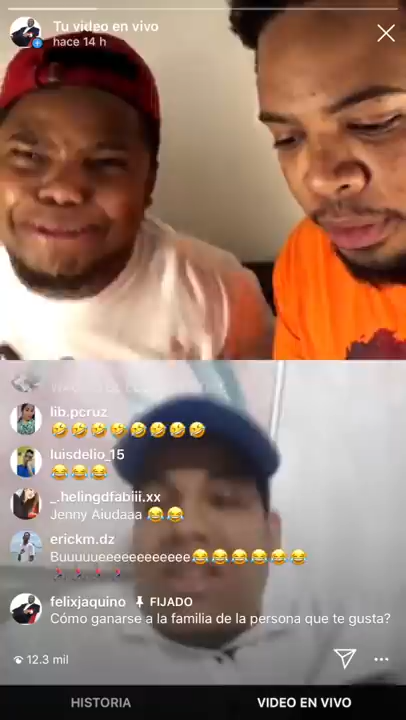 Tu video en vivo
hace 14 h
lib.pcruz
🤣🤣🤣🤣🤣🤣🤣🤣
luisdelio_15
😂😂😂
_.helingdfabiii.xx
Jenny Aiudaaa 😂😂
erickm.dz
Buuuuueeeeeeeeeeee😂😂😂😂😂😂
felixjaquino FIJADO
Cómo ganarse a la familia de la persona que te gusta?
12.3 mil
HISTORIA
VIDEO EN VIVO